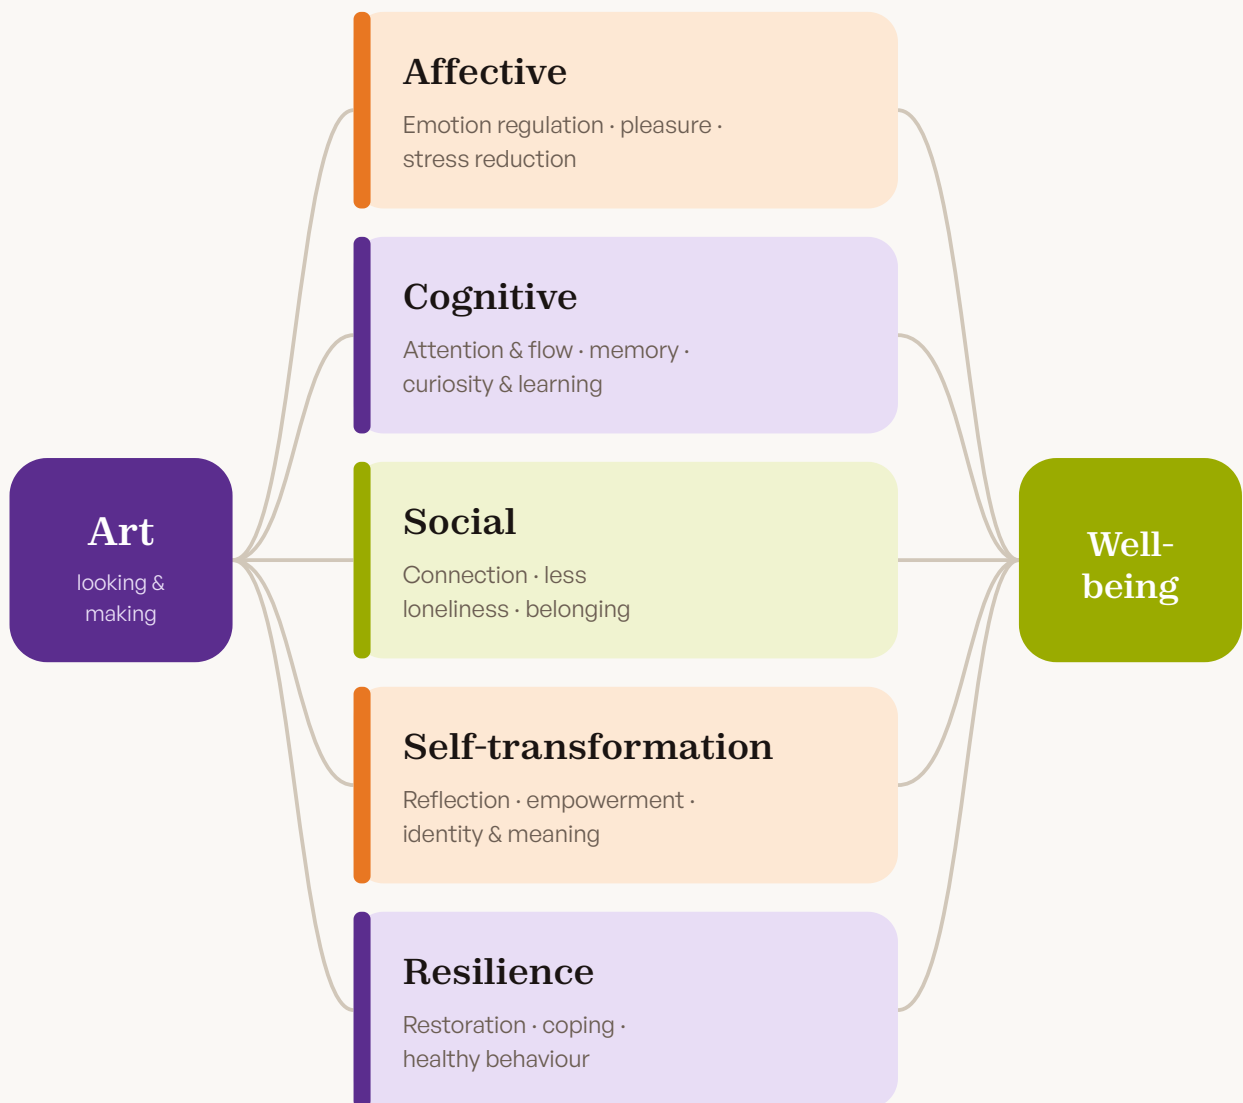 Affective
Emotion regulation · pleasure ·
stress reduction
Cognitive
Attention & flow · memory ·
curiosity & learning
Art
looking &
making
Social
Connection · less
loneliness · belonging
Well-
being
Self-transformation
Reflection · empowerment ·
identity & meaning
Resilience
Restoration · coping ·
healthy behaviour